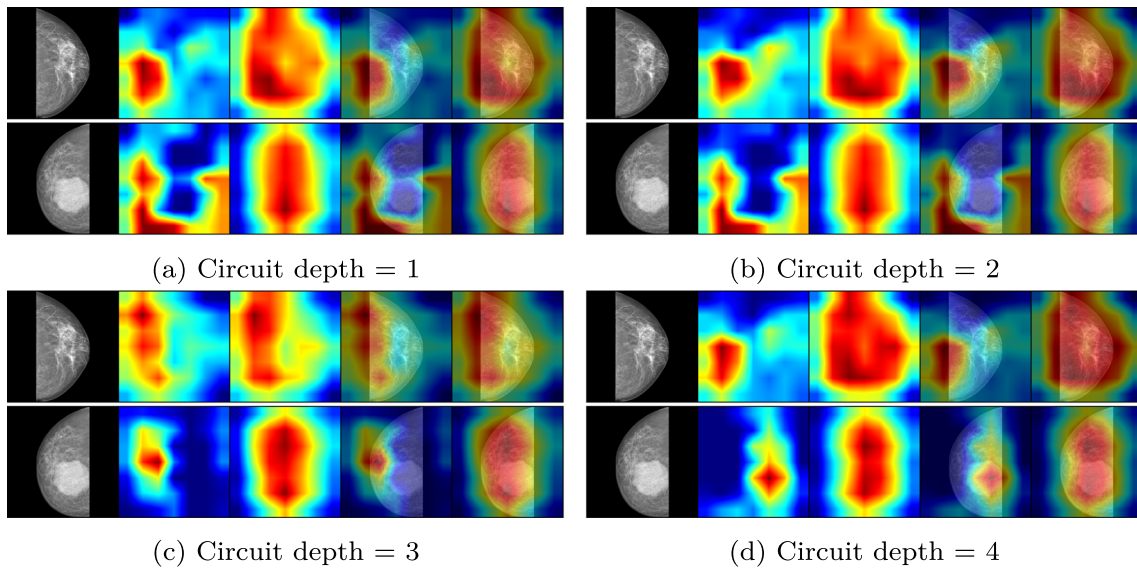 (a) Circuit depth = 1
(b) Circuit depth = 2
(c) Circuit depth = 3
(d) Circuit depth = 4